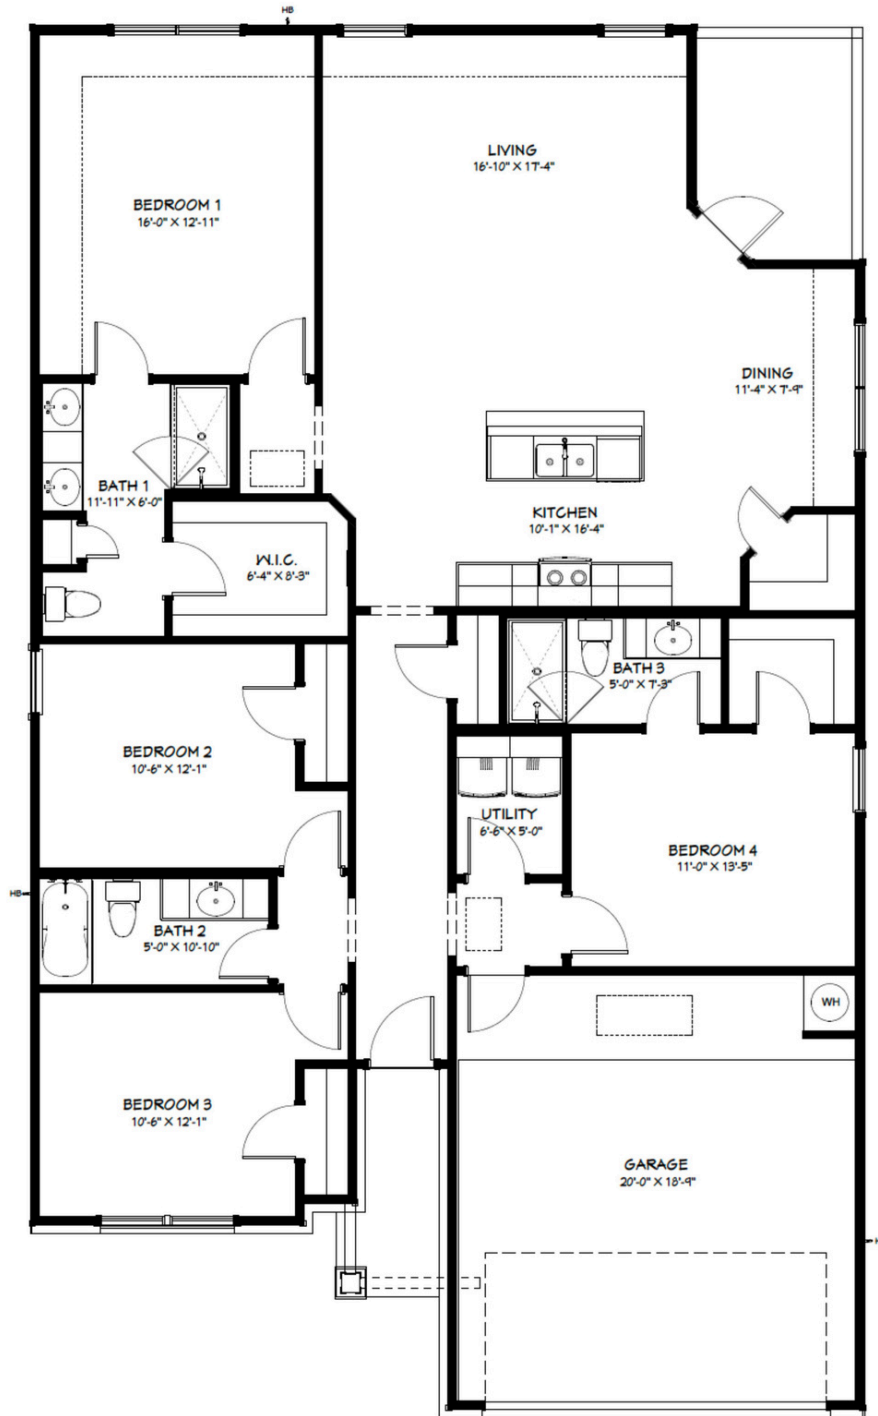 HB
LIVING
16'-10" X 17'-4"
BEDROOM 1
16'-0" X 12'-11"
DINING
11'-4" X 7'-9"
BATH 1
11'-11" X 6'-0"
KITCHEN
10'-1" X 16'-4"
W.I.C.
6'-4" X 8'-3"
BATH 3
5'-0" X 7'-3"
BEDROOM 2
10'-6" X 12'-1"
UTILITY
6'-6" X 5'-0"
BEDROOM 4
11'-0" X 13'-5"
HB
BATH 2
5'-0" X 10'-10"
WH
BEDROOM 3
10'-6" X 12'-1"
GARAGE
20'-0" X 18'-9"